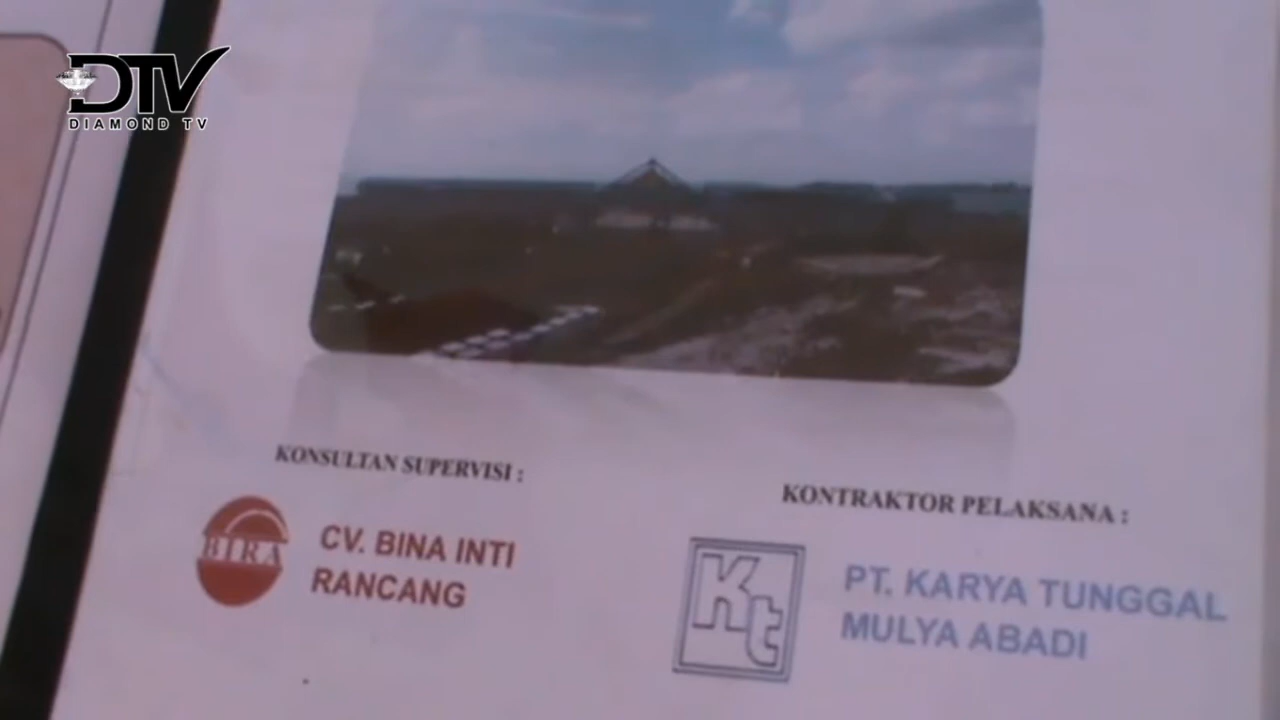 DTV
DIAMOND TV
KONSULTAN SUPERVISI :
BIRA
CV. BINA INTI
RANCANG
KONTRAKTOR PELAKSANA :
Kt
PT. KARYA TUNGGAL
MULYA ABADI